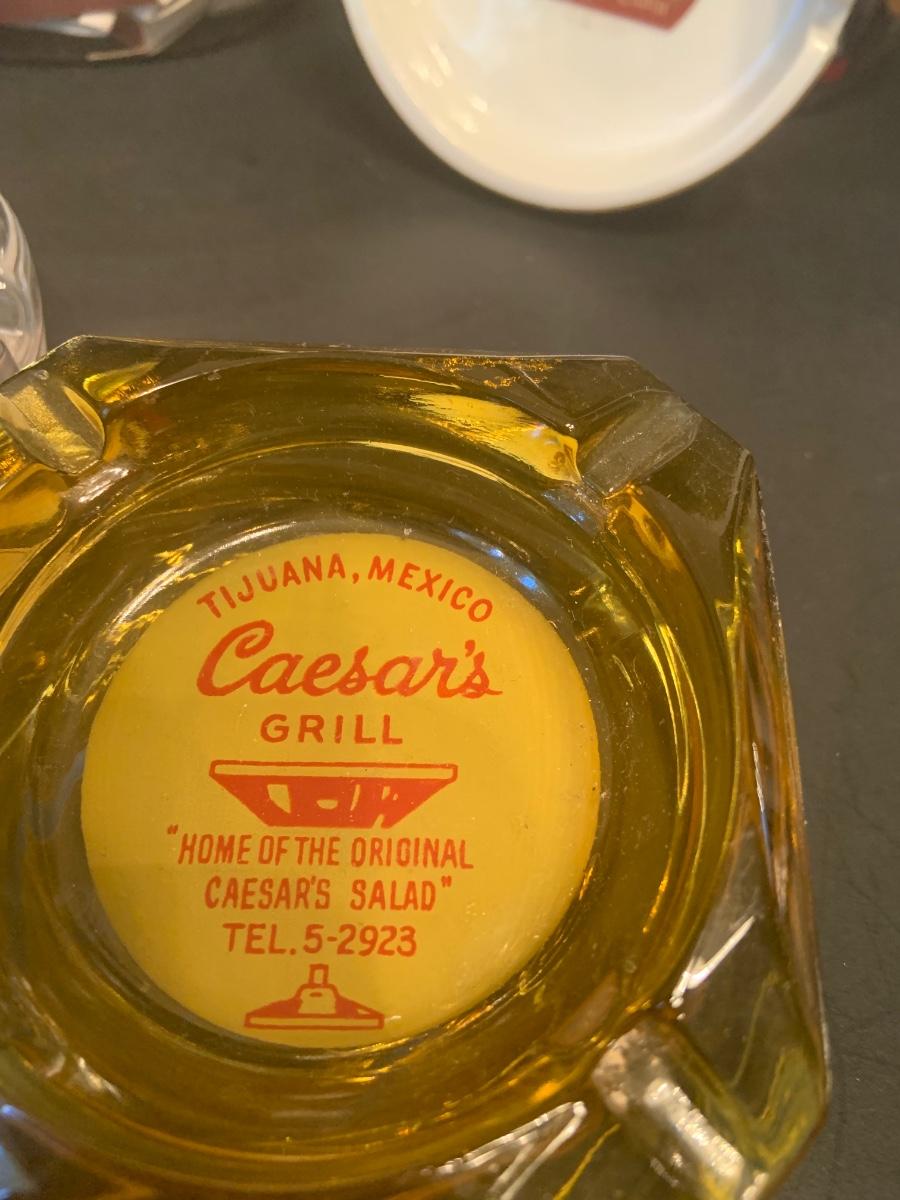 TIJUANA, MEXICO
Caesar's
GRILL
"HOME OF THE ORIGINAL
CAESAR'S SALAD"
TEL. 5-2923